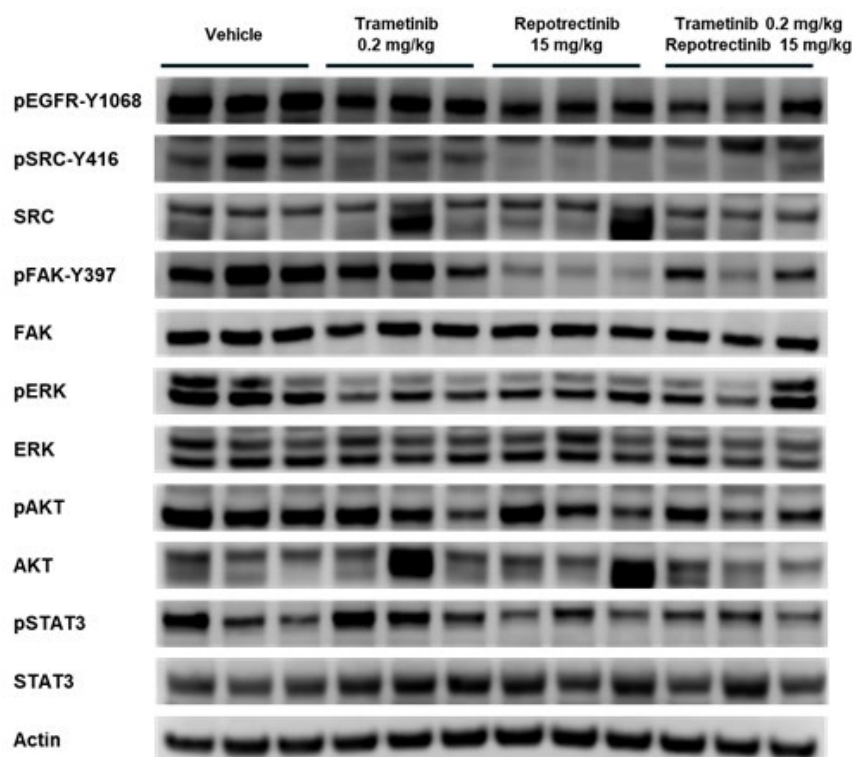 Vehicle
Trametinib
0.2 mg/kg
Repotrectinib
15 mg/kg
Trametinib 0.2 mg/kg
Repotrectinib 15 mg/kg
pEGFR-Y1068
pSRC-Y416
SRC
pFAK-Y397
FAK
pERK
ERK
pAKT
AKT
pSTAT3
STAT3
Actin